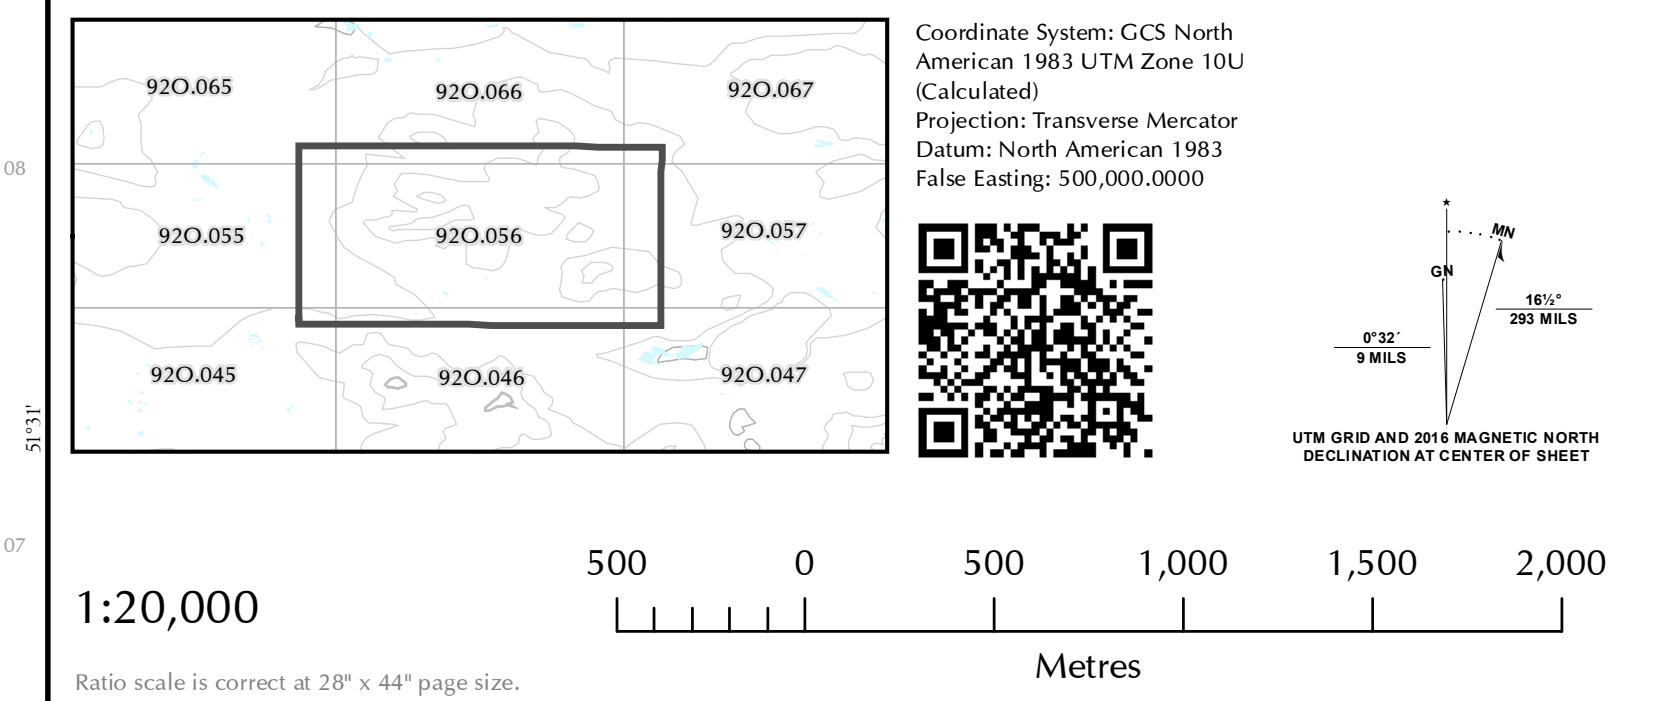 08
07
51°31'
92O.065
92O.066
92O.067
92O.055
92O.056
92O.057
92O.045
92O.046
92O.047
Coordinate System: GCS North
American 1983 UTM Zone 10U
(Calculated)
Projection: Transverse Mercator
Datum: North American 1983
False Easting: 500,000.0000
MN
GN
16½°
293 MILS
0°32´
9 MILS
UTM GRID AND 2016 MAGNETIC NORTH
DECLINATION AT CENTER OF SHEET
1:20,000
500 0 500 1,000 1,500 2,000
Metres
Ratio scale is correct at 28" x 44" page size.